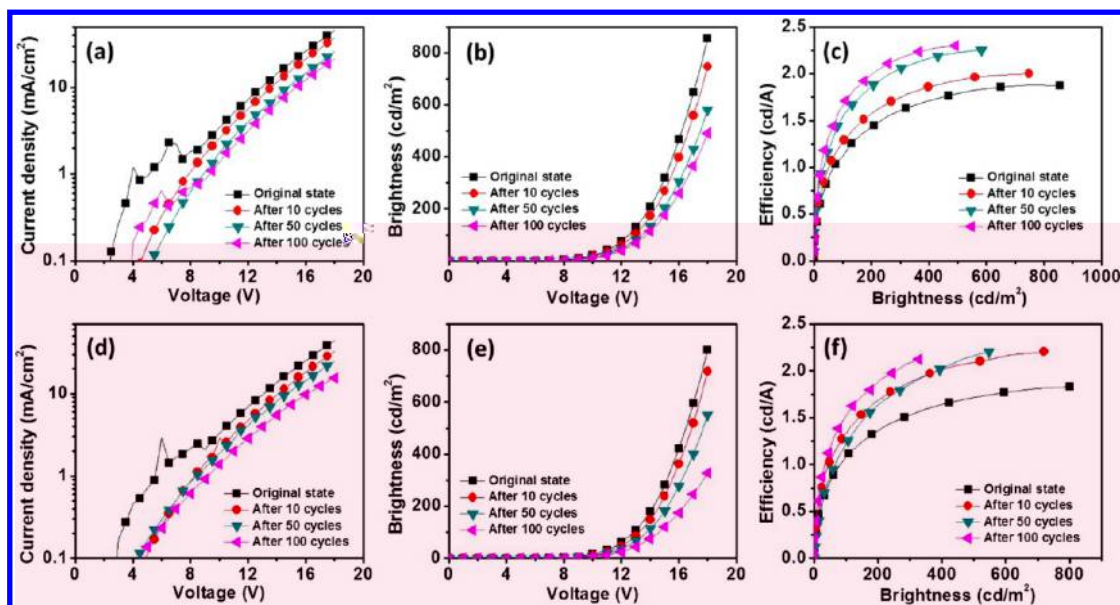 (a)
Current density (mA/cm²)
10
1
0.1
0 4 8 12 16 20
Voltage (V)
Original state
After 10 cycles
After 50 cycles
After 100 cycles
(b)
Brightness (cd/m²)
800
600
400
200
0 2 4 6 8 10 12 14 16 18 20
Voltage (V)
Original state
After 10 cycles
After 50 cycles
After 100 cycles
(c)
Efficiency (cd/A)
2.5
2.0
1.5
1.0
0.5
0.0
0 200 400 600 800 1000
Brightness (cd/m²)
Original state
After 10 cycles
After 50 cycles
After 100 cycles
(d)
Current density (mA/cm²)
10
1
0.1
0 4 8 12 16 20
Voltage (V)
Original state
After 10 cycles
After 50 cycles
After 100 cycles
(e)
Brightness (cd/m²)
800
600
400
200
0
0 4 8 12 16 20
Voltage (V)
Original state
After 10 cycles
After 50 cycles
After 100 cycles
(f)
Efficiency (cd/A)
2.5
2.0
1.5
1.0
0.5
0.0
0 200 400 600 800
Brightness (cd/m²)
Original state
After 10 cycles
After 50 cycles
After 100 cycles